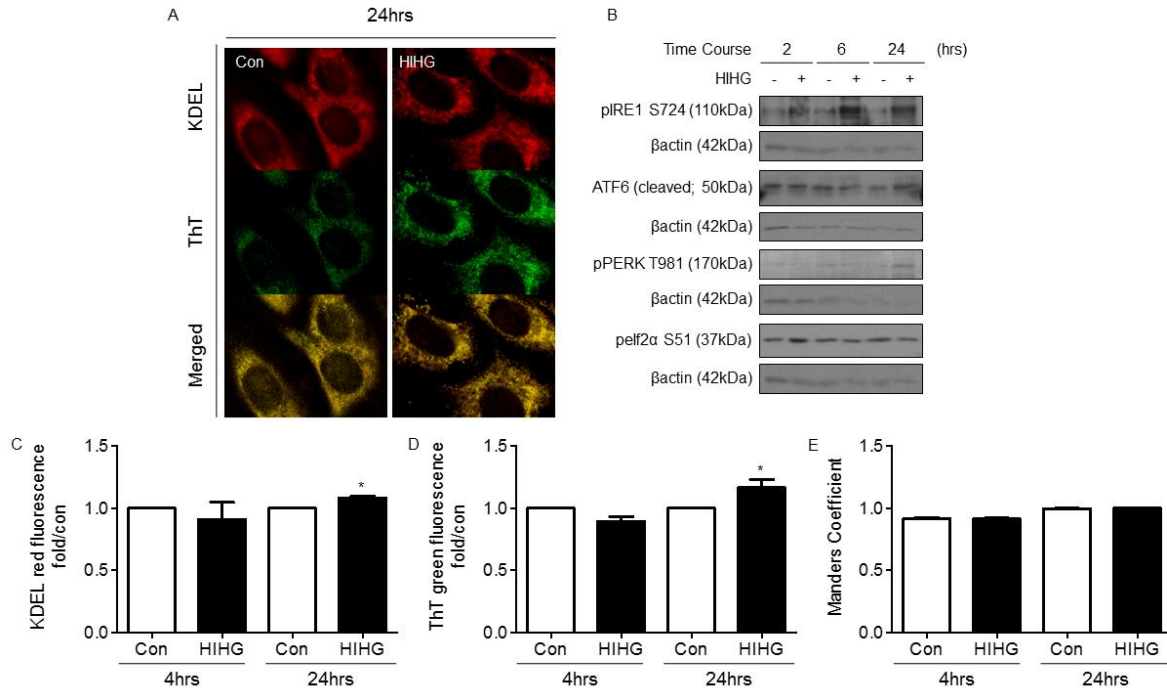 A
24hrs
Con
HIHG
KDEL
ThT
Merged
B
Time Course 2 6 24 (hrs)
HIHG - + - + - +
pIRE1 S724 (110kDa)
βactin (42kDa)
ATF6 (cleaved; 50kDa)
βactin (42kDa)
pPERK T981 (170kDa)
βactin (42kDa)
peIf2α S51 (37kDa)
βactin (42kDa)
C
KDEL red fluorescence
fold/con
1.5
1.0
0.5
0.0
*
Con HIHG Con HIHG
4hrs 24hrs
D
ThT green fluorescence
fold/con
1.5
1.0
0.5
0.0
*
Con HIHG Con HIHG
4hrs 24hrs
E
Manders Coefficient
1.5
1.0
0.5
0.0
Con HIHG Con HIHG
4hrs 24hrs